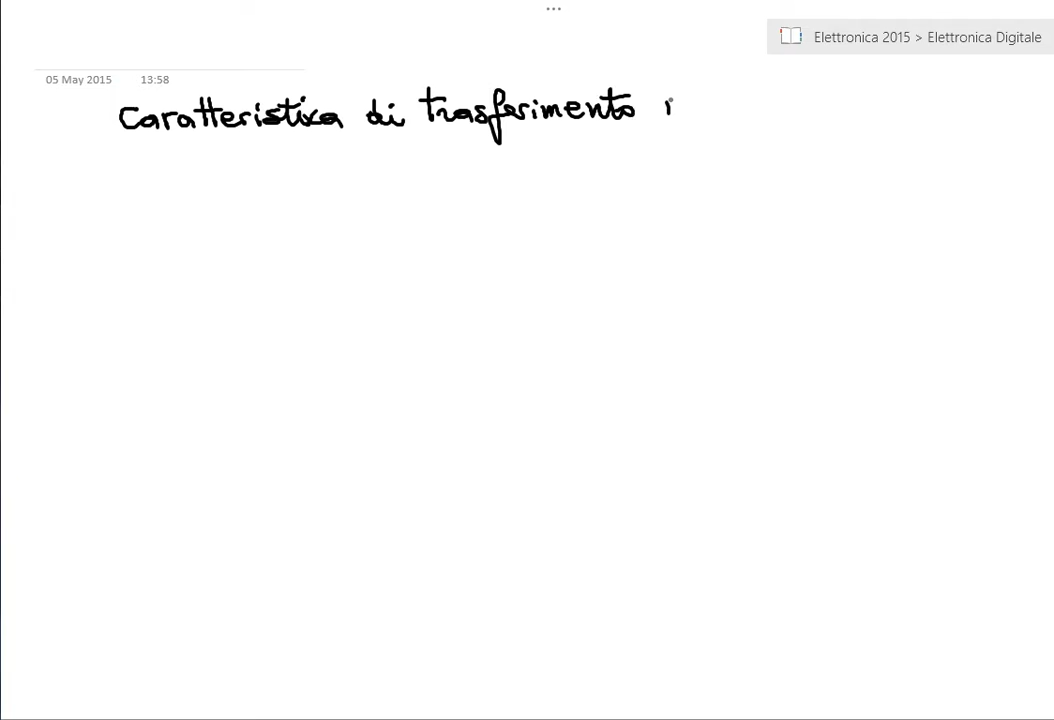 Elettronica 2015 > Elettronica Digitale
05 May 2015 13:58
Caratteristica di trasferimento